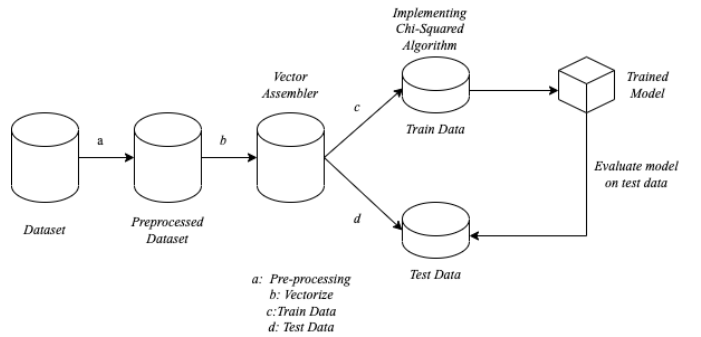 Implementing
Chi-Squared
Algorithm
Vector
Assembler
Trained
Model
a
b
c
Train Data
Evaluate model
on test data
d
Dataset
Preprocessed
Dataset
Test Data
a: Pre-processing
b: Vectorize
c:Train Data
d: Test Data